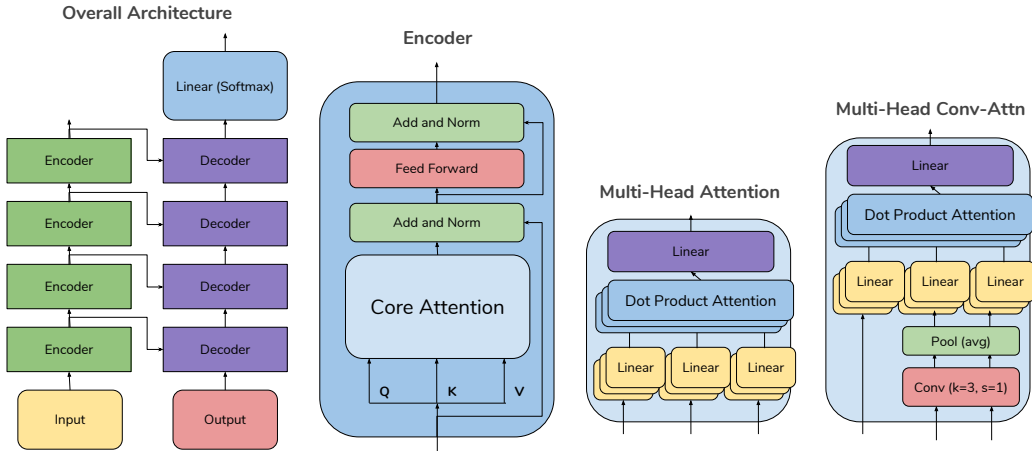 Overall Architecture
Linear (Softmax)
Encoder
Decoder
Encoder
Decoder
Encoder
Decoder
Encoder
Decoder
Input
Output
Encoder
Add and Norm
Feed Forward
Add and Norm
Core Attention
Q
K
V
Multi-Head Attention
Linear
Dot Product Attention
Linear
Linear
Linear
Multi-Head Conv-Attn
Linear
Dot Product Attention
Linear
Linear
Linear
Pool (avg)
Conv (k=3, s=1)